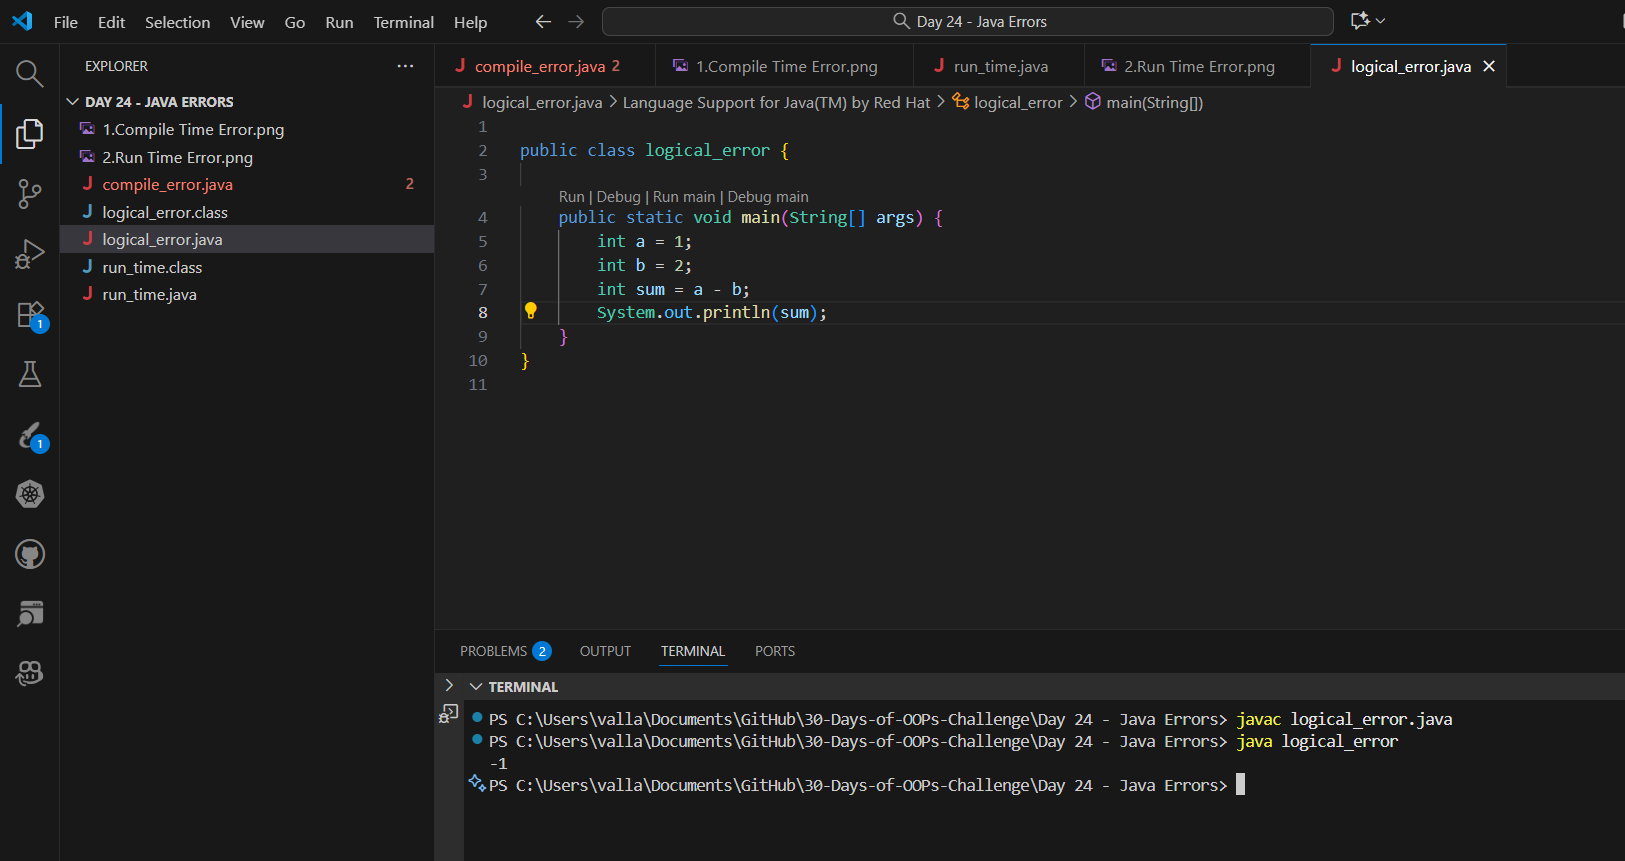 File Edit Selection View Go Run Terminal Help
Day 24 - Java Errors
EXPLORER
DAY 24 - JAVA ERRORS
1.Compile Time Error.png
2.Run Time Error.png
compile_error.java 2
logical_error.class
logical_error.java
run_time.class
run_time.java
1
1
compile_error.java 2
1.Compile Time Error.png
run_time.java
2.Run Time Error.png
logical_error.java
logical_error.java > Language Support for Java(TM) by Red Hat > logical_error > main(String[])
1
2 public class logical_error {
3
Run | Debug | Run main | Debug main
4 public static void main(String[] args) {
5 int a = 1;
6 int b = 2;
7 int sum = a - b;
8 System.out.println(sum);
9 }
10 }
11
PROBLEMS 2 OUTPUT TERMINAL PORTS
TERMINAL
PS C:\Users\valla\Documents\GitHub\30-Days-of-OOPs-Challenge\Day 24 - Java Errors> javac logical_error.java
PS C:\Users\valla\Documents\GitHub\30-Days-of-OOPs-Challenge\Day 24 - Java Errors> java logical_error
-1
PS C:\Users\valla\Documents\GitHub\30-Days-of-OOPs-Challenge\Day 24 - Java Errors>